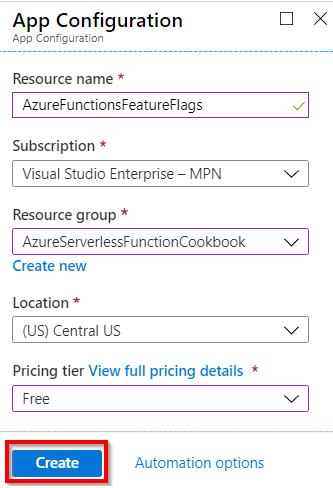 App Configuration
App Configuration
Resource name *
AzureFunctionsFeatureFlags
Subscription *
Visual Studio Enterprise – MPN
Resource group *
AzureServerlessFunctionCookbook
Create new
Location *
(US) Central US
Pricing tier View full pricing details *
Free
Create Automation options